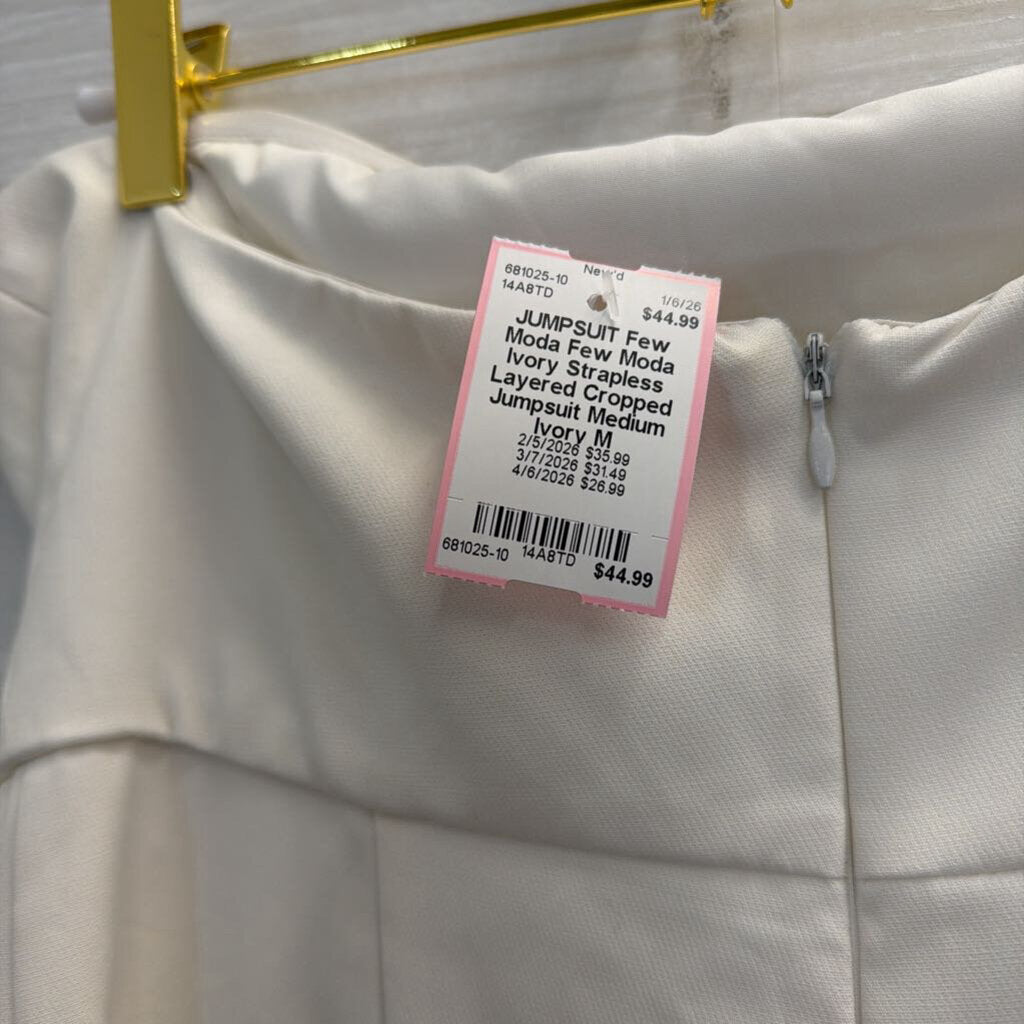 681025-10
14A8TD
1/6/26
$44.99
JUMPSUIT Few
Moda Few Moda
Ivory Strapless
Layered Cropped
Jumpsuit Medium
Ivory M
2/5/2026 $35.99
3/7/2026 $31.49
4/6/2026 $26.99
681025-10 14A8TD
$44.99